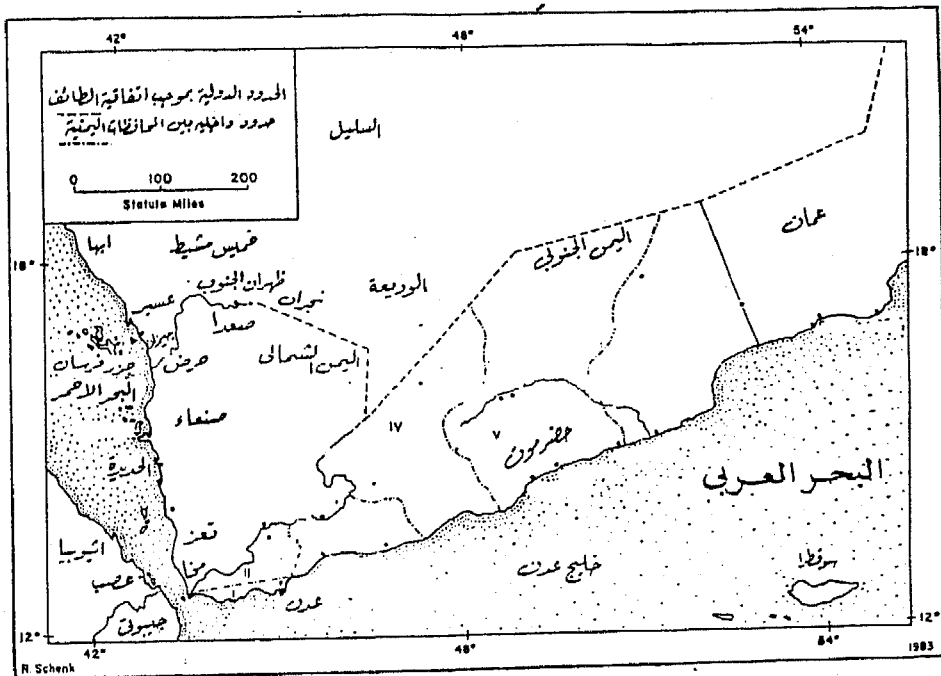 42°
48°
54°
الحدود الدولية بموجب اتفاقية الطائف
حدود داخلية بين المحافظات اليمنية
0 100 200
Statute Miles
السليل
ابها
خميس مشيط
عمان
اليمن الجنوبي
18°
18°
ظهران الجنوب
الوديعة
نجران
عسير
صعدا
جيزان
حرض
اليمن الشمالي
جزر فرسان
البحر الاحمر
صنعاء
١٧
٧
حضرموت
الحديدة
البحر العربي
تعز
مخا
اثيوبيا
عصب
جيبوتي
١١
١
عدن
خليج عدن
سوقطرا
12°
12°
42°
48°
54°
R. Schenk
1983